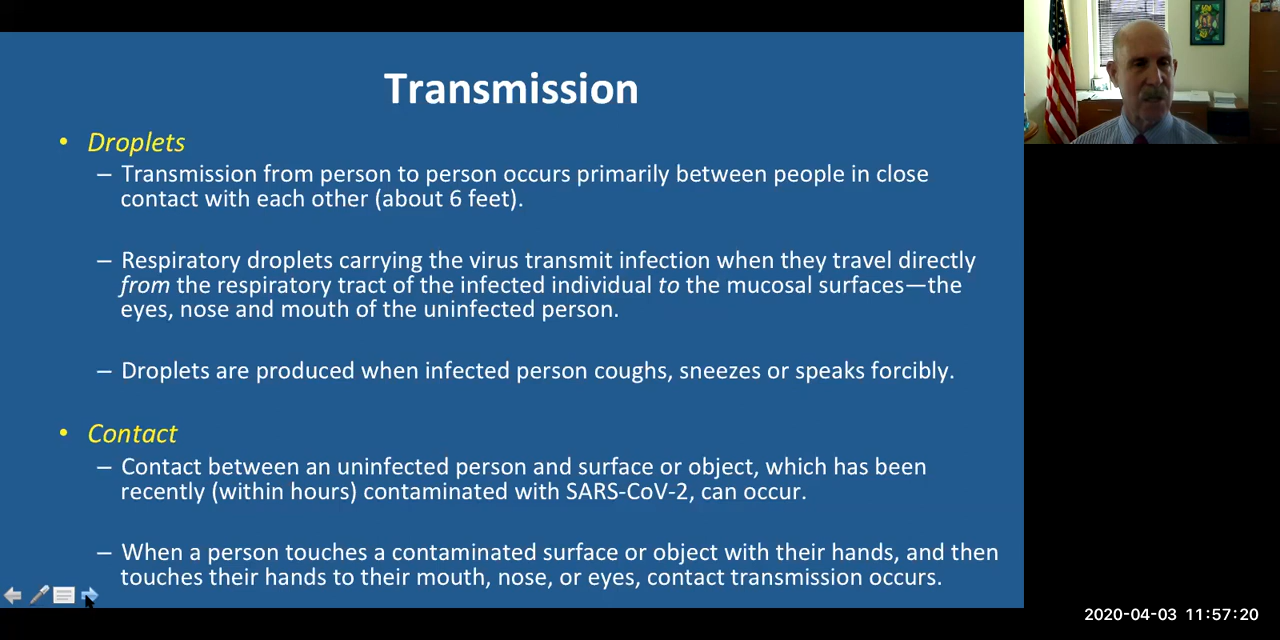 Transmission
• Droplets
– Transmission from person to person occurs primarily between people in close
contact with each other (about 6 feet).
– Respiratory droplets carrying the virus transmit infection when they travel directly
from the respiratory tract of the infected individual to the mucosal surfaces—the
eyes, nose and mouth of the uninfected person.
– Droplets are produced when infected person coughs, sneezes or speaks forcibly.
• Contact
– Contact between an uninfected person and surface or object, which has been
recently (within hours) contaminated with SARS-CoV-2, can occur.
– When a person touches a contaminated surface or object with their hands, and then
touches their hands to their mouth, nose, or eyes, contact transmission occurs.
2020-04-03 11:57:20